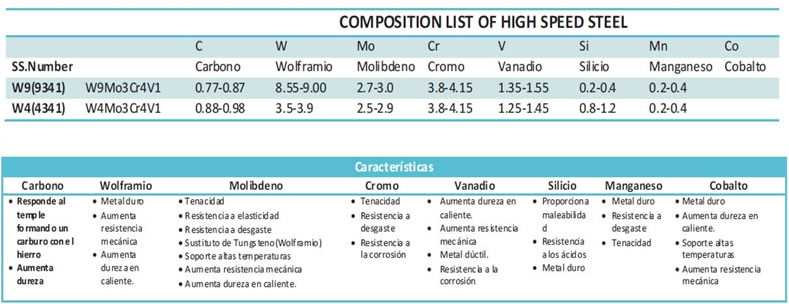 COMPOSITION LIST OF HIGH SPEED STEEL
C W Mo Cr V Si Mn Co
SS.Number Carbono Wolframio Molibdeno Cromo Vanadio Silicio Manganeso Cobalto
W9(9341) W9Mo3Cr4V1 0.77-0.87 8.55-9.00 2.7-3.0 3.8-4.15 1.35-1.55 0.2-0.4 0.2-0.4
W4(4341) W4Mo3Cr4V1 0.88-0.98 3.5-3.9 2.5-2.9 3.8-4.15 1.25-1.45 0.8-1.2 0.2-0.4
Características
Carbono
• Responde al
temple
formando un
carburo con el
hierro
• Aumenta
dureza
Wolframio
• Metal duro
• Aumenta
resistencia
mecánica
• Aumenta
dureza en
caliente.
Molibdeno
• Tenacidad
• Resistencia a elasticidad
• Resistencia a desgaste
• Sustituto de Tungsteno(Wolframio)
• Soporte altas temperaturas
• Aumenta resistencia mecánica
• Aumenta dureza en caliente.
Cromo
• Tenacidad
• Resistencia a
desgaste
• Resistencia a
la corrosión
Vanadio
• Aumenta dureza en
caliente.
• Aumenta resistencia
mecánica
• Metal dúctil.
• Resistencia a la
corrosión
Silicio
• Proporciona
maleabilida
d
• Resistencia
a los ácidos
• Metal duro
Manganeso
• Metal duro
• Resistencia a
desgaste
• Tenacidad
Cobalto
• Metal duro
• Aumenta dureza en
caliente.
• Soporte altas
temperaturas
• Aumenta resistencia
mecánica